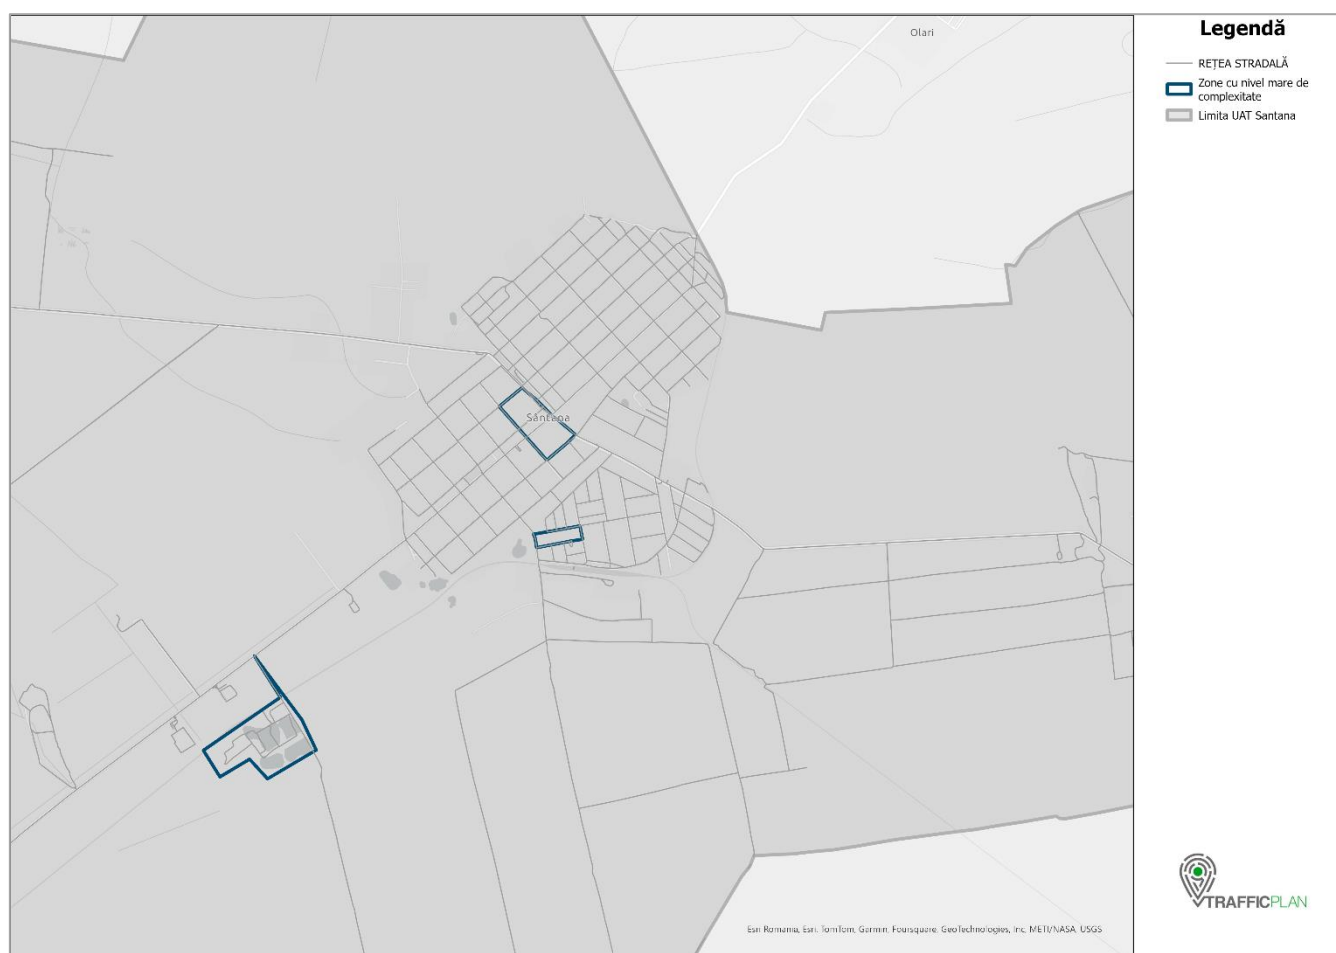 Olari
Sântana
Legendă
REȚEA STRADALĂ
Zone cu nivel mare de
complexitate
Limita UAT Santana
TRAFFICPLAN
Esri Romania, Esri, TomTom, Garmin, Foursquare, GeoTechnologies, Inc, METI/NASA, USGS